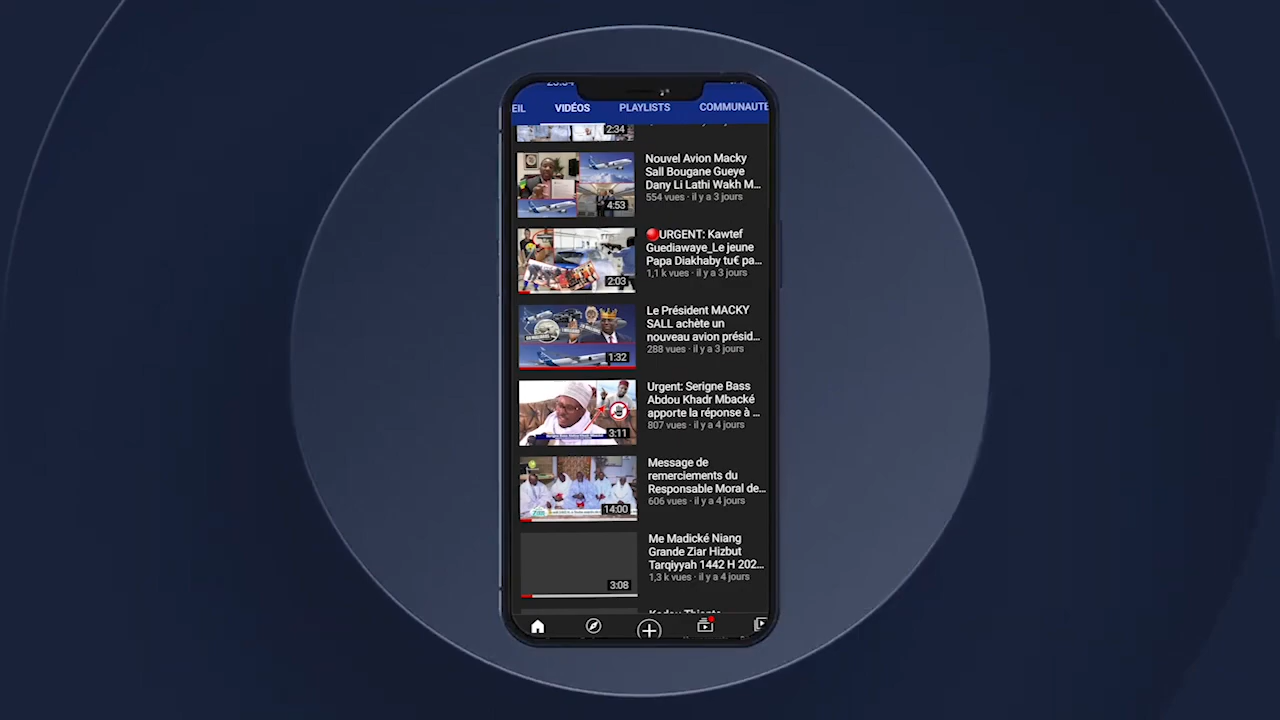 EIL VIDÉOS PLAYLISTS COMMUNAUTÉ
2:34
Nouvel Avion Macky
Sall Bougane Gueye
Dany Li Lathi Wakh M...
554 vues · il y a 3 jours
4:53
URGENT: Kawtef
Guediawaye_Le jeune
Papa Diakhaby tu€ pa...
1,1 k vues · il y a 3 jours
2:03
Le Président MACKY
SALL achète un
nouveau avion présid...
288 vues · il y a 3 jours
1:32
Urgent: Serigne Bass
Abdou Khadr Mbacké
apporte la réponse à ...
807 vues · il y a 4 jours
3:11
Message de
remerciements du
Responsable Moral de...
606 vues · il y a 4 jours
14:00
Me Madické Niang
Grande Ziar Hizbut
Tarqiyyah 1442 H 202...
1,3 k vues · il y a 4 jours
3:08